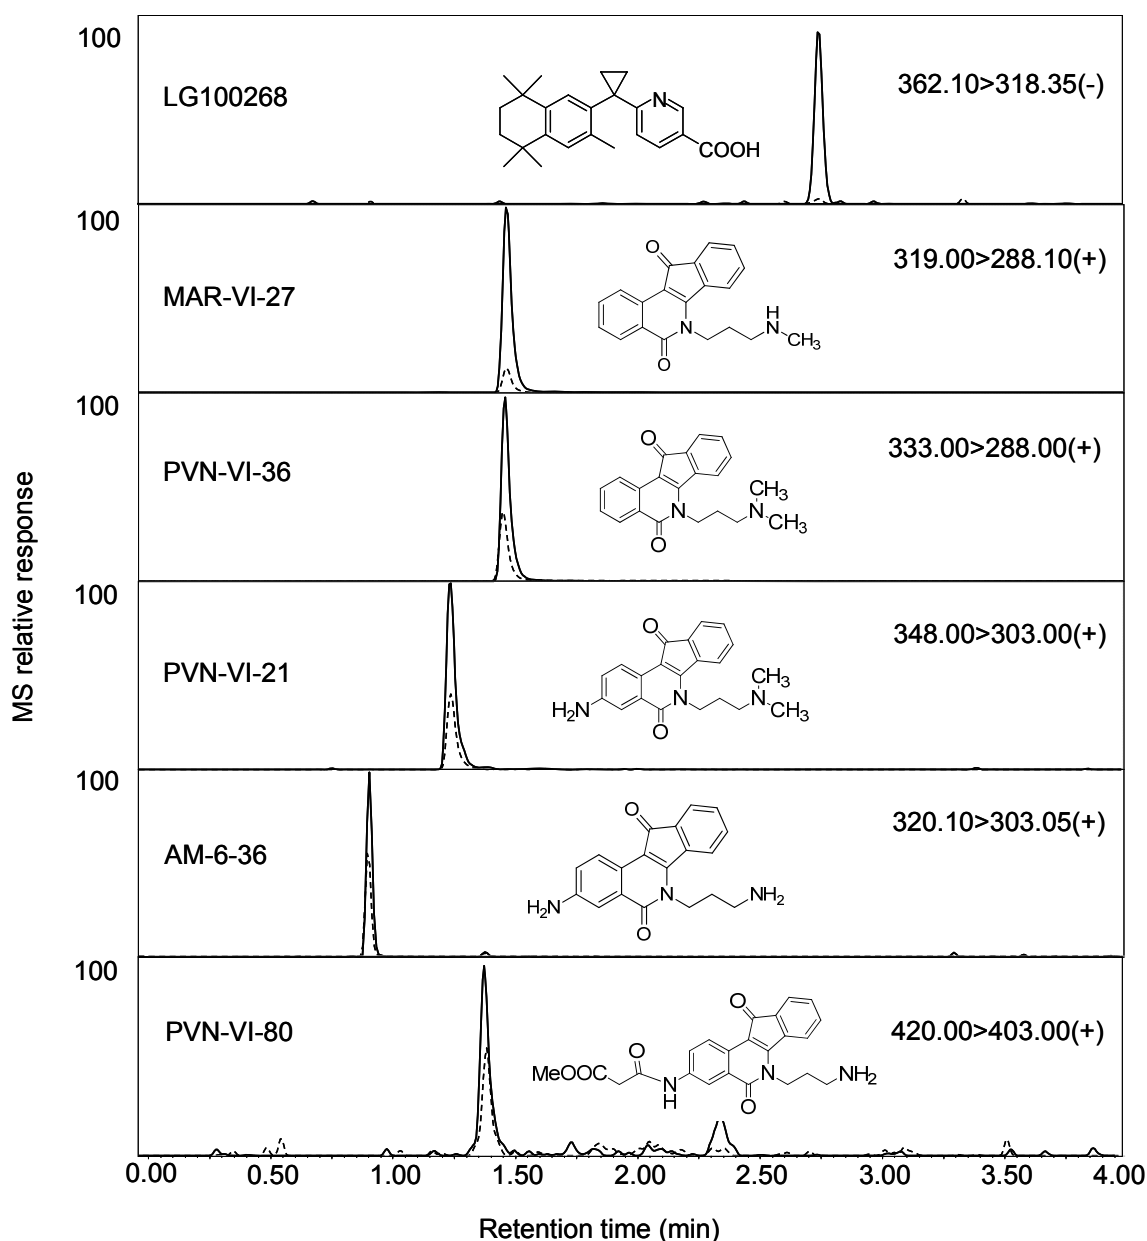 100
LG100268
362.10>318.35(-)
N
COOH
100
MAR-VI-27
319.00>288.10(+)
O
N
H
N
CH3
O
100
PVN-VI-36
333.00>288.00(+)
O
CH3
N
N
CH3
O
100
PVN-VI-21
348.00>303.00(+)
O
CH3
H2N
N
N
CH3
O
100
AM-6-36
320.10>303.05(+)
O
H2N
N
NH2
O
100
PVN-VI-80
420.00>403.00(+)
O
O
MeOOC
N
H
N
NH2
O
0.00 0.50 1.00 1.50 2.00 2.50 3.00 3.50 4.00
Retention time (min)
MS relative response